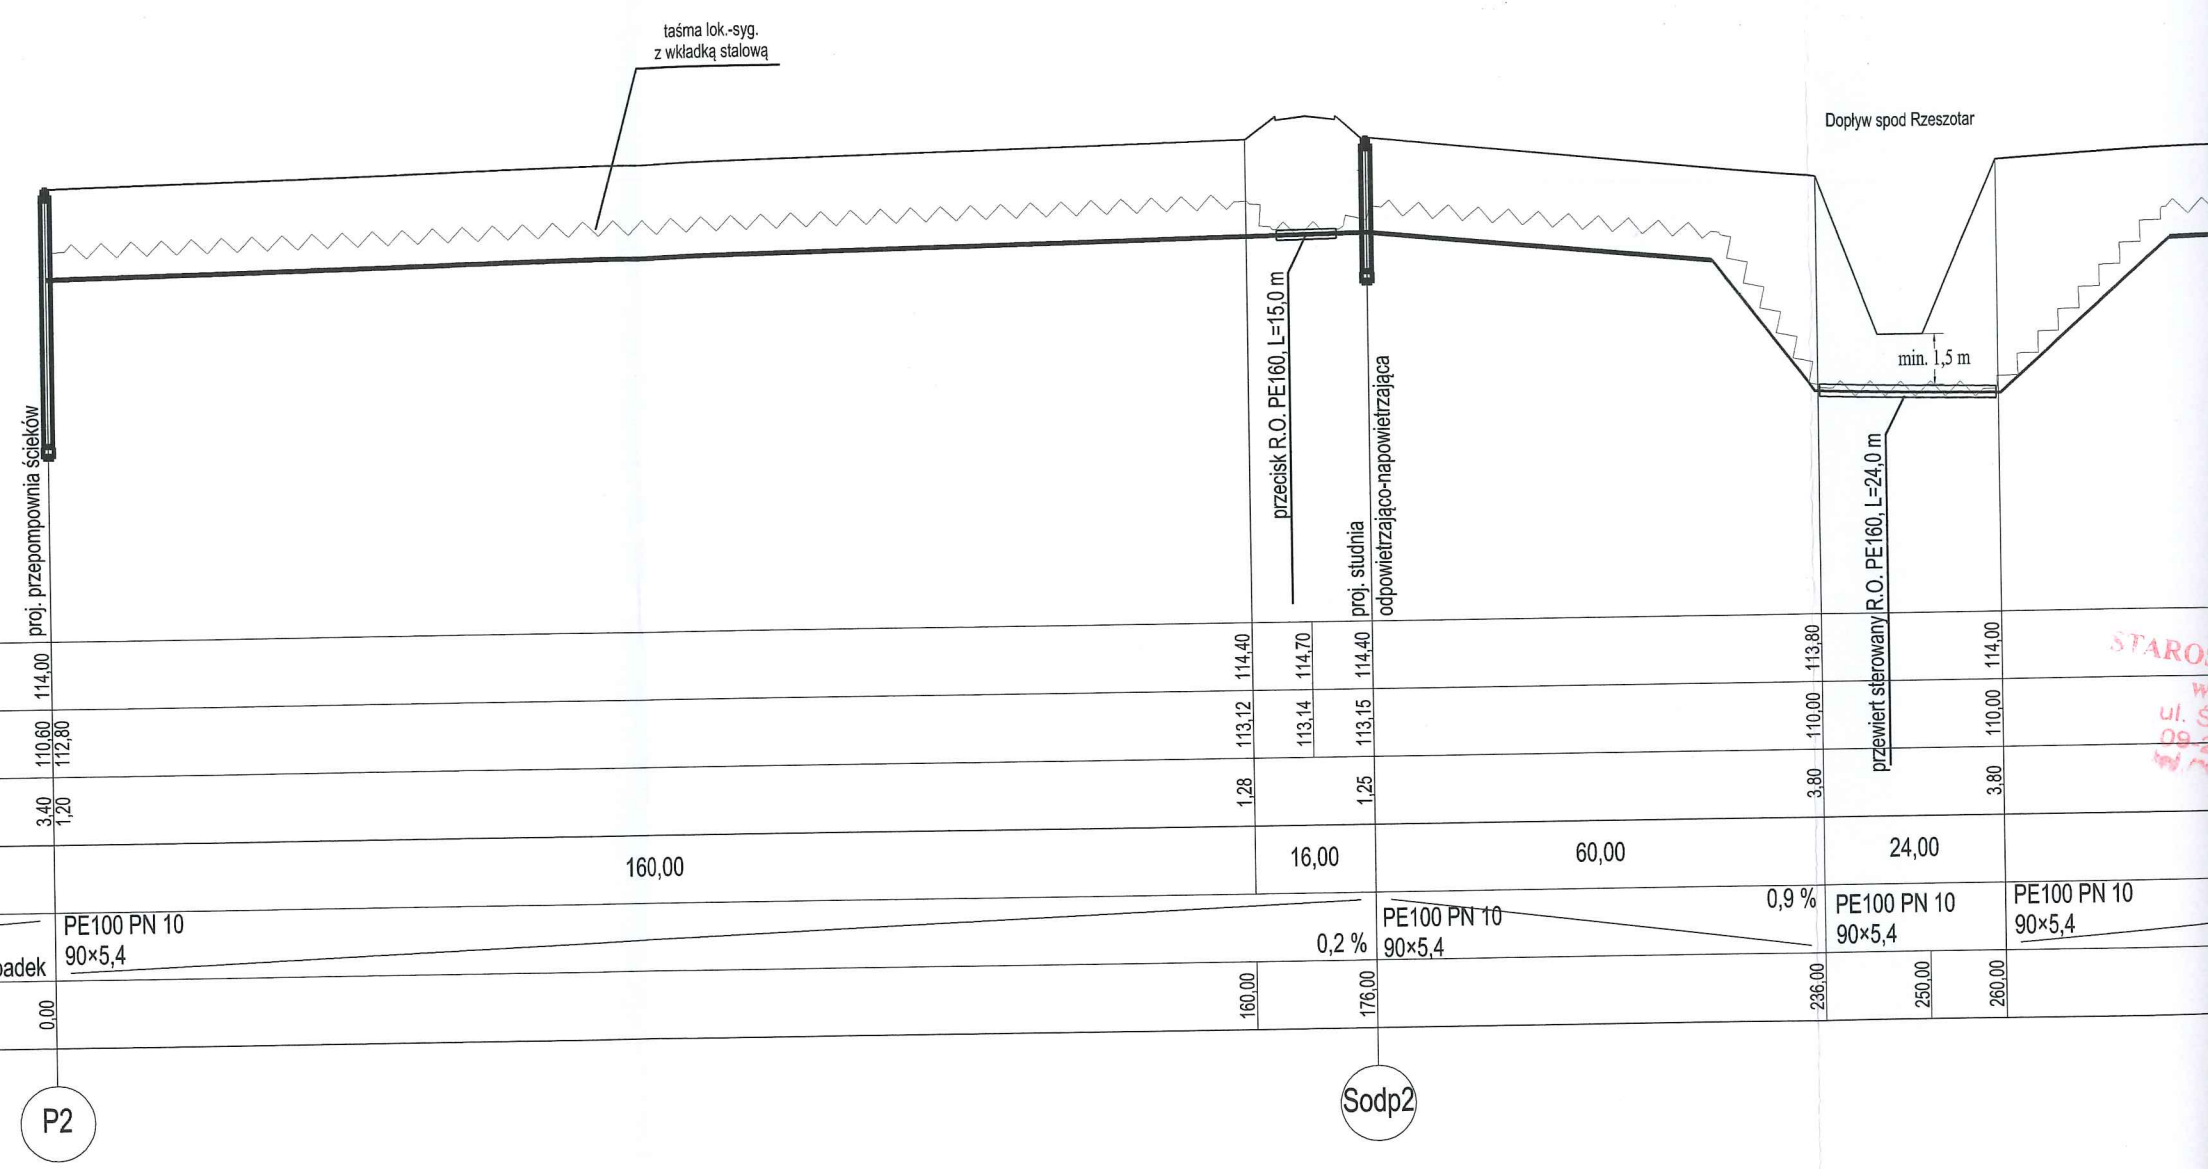 taśma lok.-syg.
z wkładką stalową
Dopływ spod Rzeszotar
min. 1,5 m
proj. przepompownia ścieków
przecisk R.O. PE160, L=15,0 m
proj. studnia
odpowietrzająco-napowietrzająca
przewiert sterowany R.O. PE160, L=24,0 m
114,00
114,40
114,70
114,40
113,80
114,00
110,60
112,80
113,12
113,14
113,15
110,00
110,00
3,40
1,20
1,28
1,25
3,80
3,80
160,00
16,00
60,00
24,00
PE100 PN 10
90×5,4
0,2 %
PE100 PN 10
90×5,4
0,9 %
PE100 PN 10
90×5,4
PE100 PN 10
90×5,4
0,00
160,00
176,00
236,00
250,00
260,00
P2
Sodp2
ul.